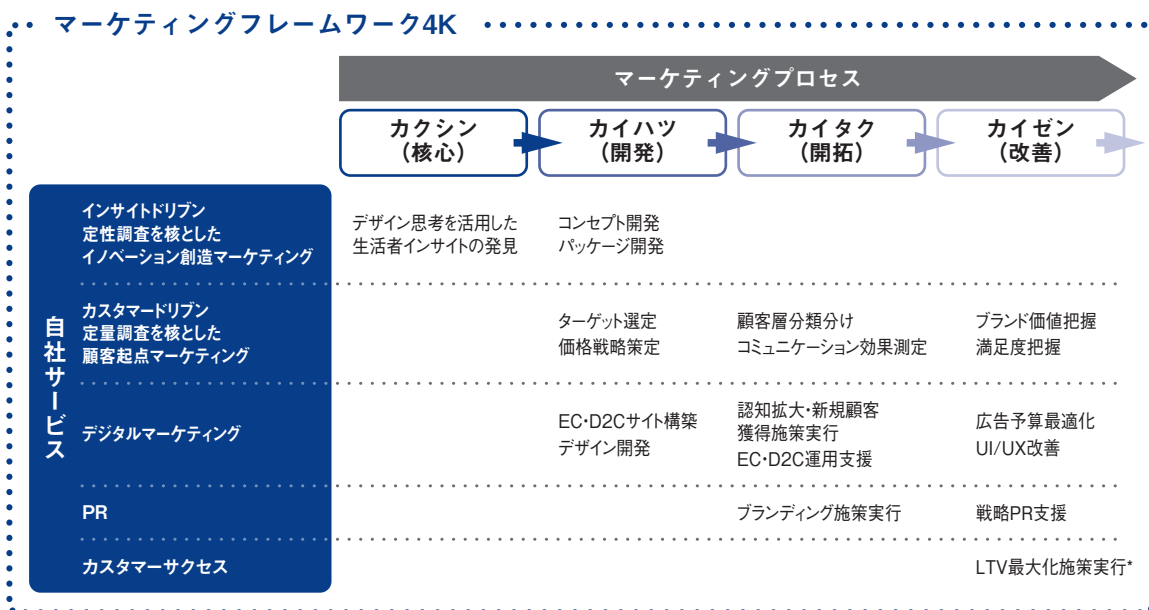 マーケティングフレームワーク4K
マーケティングプロセス
カクシン
(核心)
カイハツ
(開発)
カイタク
(開拓)
カイゼン
(改善)
自社サービス
インサイトドリブン
定性調査を核とした
イノベーション創造マーケティング
デザイン思考を活用した
生活者インサイトの発見
コンセプト開発
パッケージ開発
カスタマードリブン
定量調査を核とした
顧客起点マーケティング
ターゲット選定
価格戦略策定
顧客層分類分け
コミュニケーション効果測定
ブランド価値把握
満足度把握
デジタルマーケティング
EC・D2Cサイト構築
デザイン開発
認知拡大・新規顧客
獲得施策実行
EC・D2C運用支援
広告予算最適化
UI/UX改善
PR
ブランディング施策実行
戦略PR支援
カスタマーサクセス
LTV最大化施策実行*